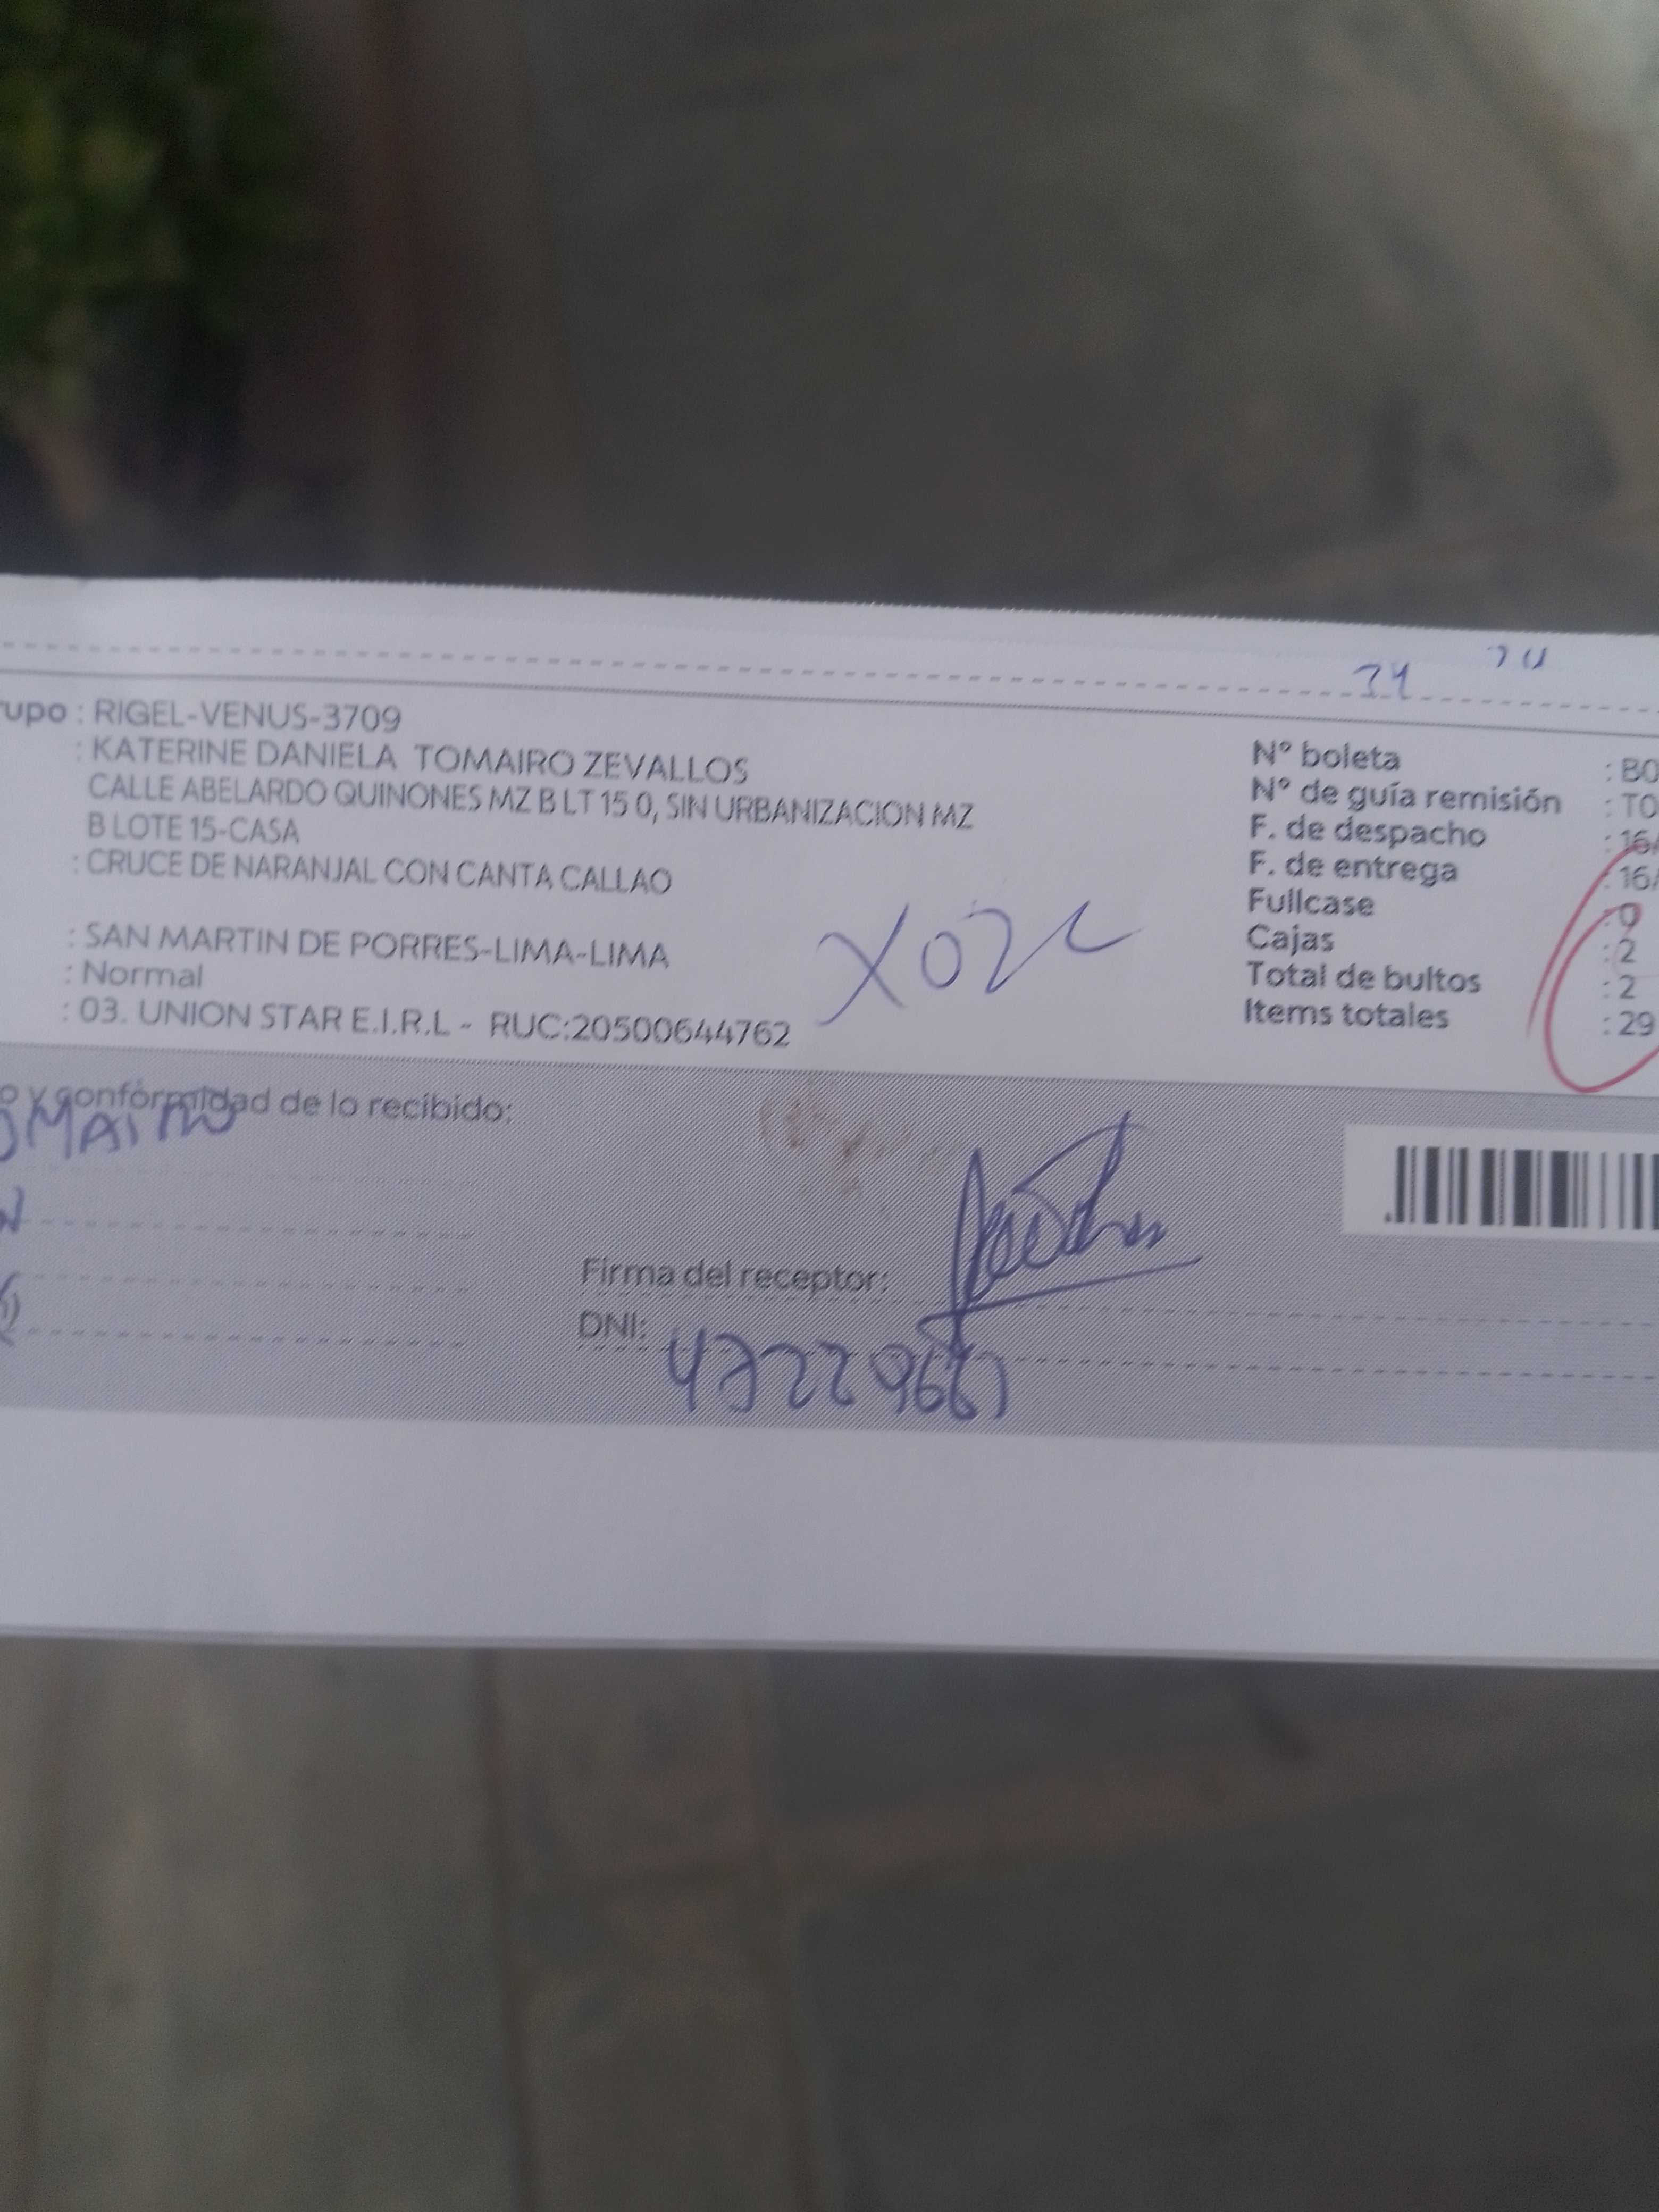 rupo : RIGEL-VENUS-3709
: KATERINE DANIELA TOMAIRO ZEVALLOS
CALLE ABELARDO QUINONES MZ B LT 15 0, SIN URBANIZACION MZ
B LOTE 15-CASA
: CRUCE DE NARANJAL CON CANTA CALLAO
: SAN MARTIN DE PORRES-LIMA-LIMA
: Normal
: 03. UNION STAR E.I.R.L - RUC:20500644762
Nº boleta : B0
Nº de guía remisión : T0
F. de despacho : 16/
F. de entrega : 16/
Fullcase : 0
Cajas : 2
Total de bultos : 2
Items totales : 29
o y conformidad de lo recibido:
OMAIRO
Firma del receptor:
DNI: